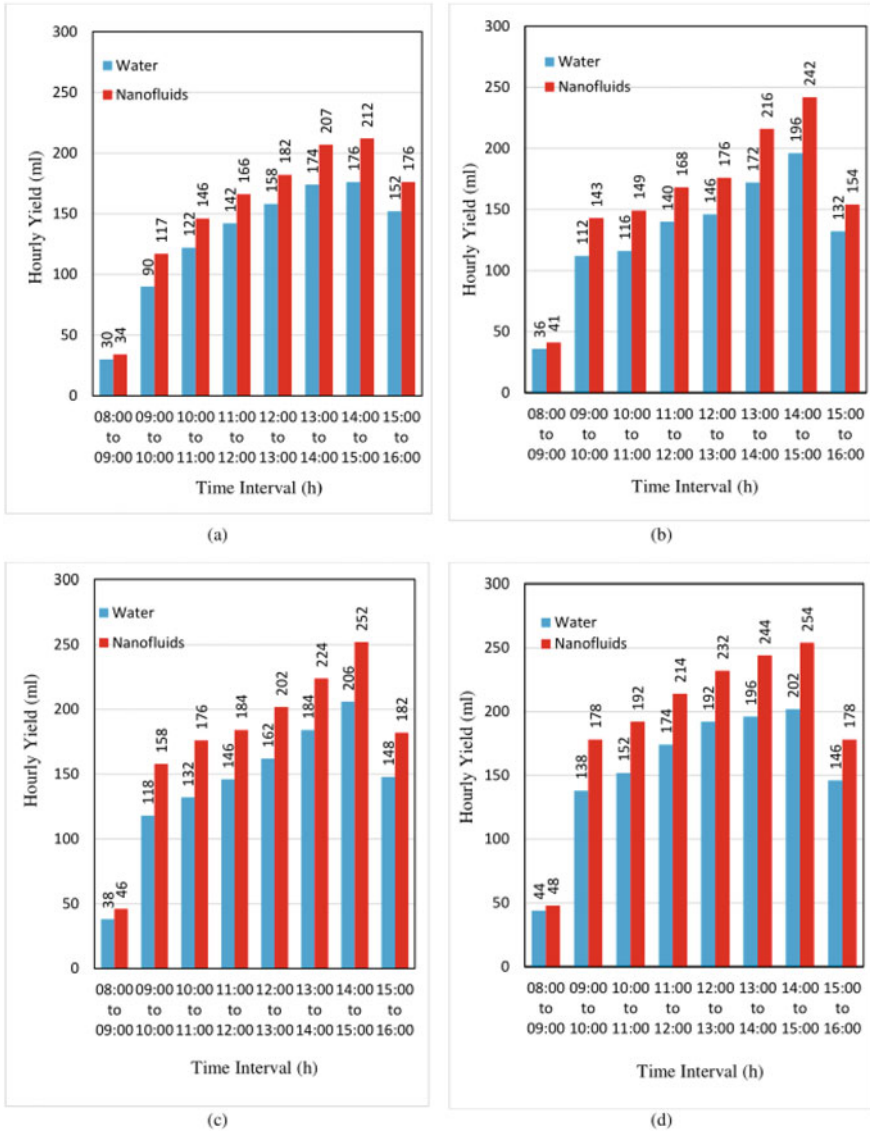 300
250
200
150
100
50
0
Hourly Yield (ml)
Water
Nanofluids
30 34 90 117 122 146 142 166 158 182 174 207 176 212 152 176
08:00 09:00 10:00 11:00 12:00 13:00 14:00 15:00
to to to to to to to to
09:00 10:00 11:00 12:00 13:00 14:00 15:00 16:00
Time Interval (h)
(a)
300
250
200
150
100
50
0
Hourly Yield (ml)
Water
Nanofluids
36 41 112 143 116 149 140 168 146 176 172 216 196 242 132 154
08:00 09:00 10:00 11:00 12:00 13:00 14:00 15:00
to to to to to to to to
09:00 10:00 11:00 12:00 13:00 14:00 15:00 16:00
Time Interval (h)
(b)
300
250
200
150
100
50
0
Hourly Yield (ml)
Water
Nanofluids
38 46 118 158 132 176 146 184 162 202 184 224 206 252 148 182
08:00 09:00 10:00 11:00 12:00 13:00 14:00 15:00
to to to to to to to to
09:00 10:00 11:00 12:00 13:00 14:00 15:00 16:00
Time Interval (h)
(c)
300
250
200
150
100
50
0
Hourly Yield (ml)
Water
Nanofluids
44 48 138 178 152 192 174 214 192 232 196 244 202 254 146 178
08:00 09:00 10:00 11:00 12:00 13:00 14:00 15:00
to to to to to to to to
09:00 10:00 11:00 12:00 13:00 14:00 15:00 16:00
Time Interval (h)
(d)